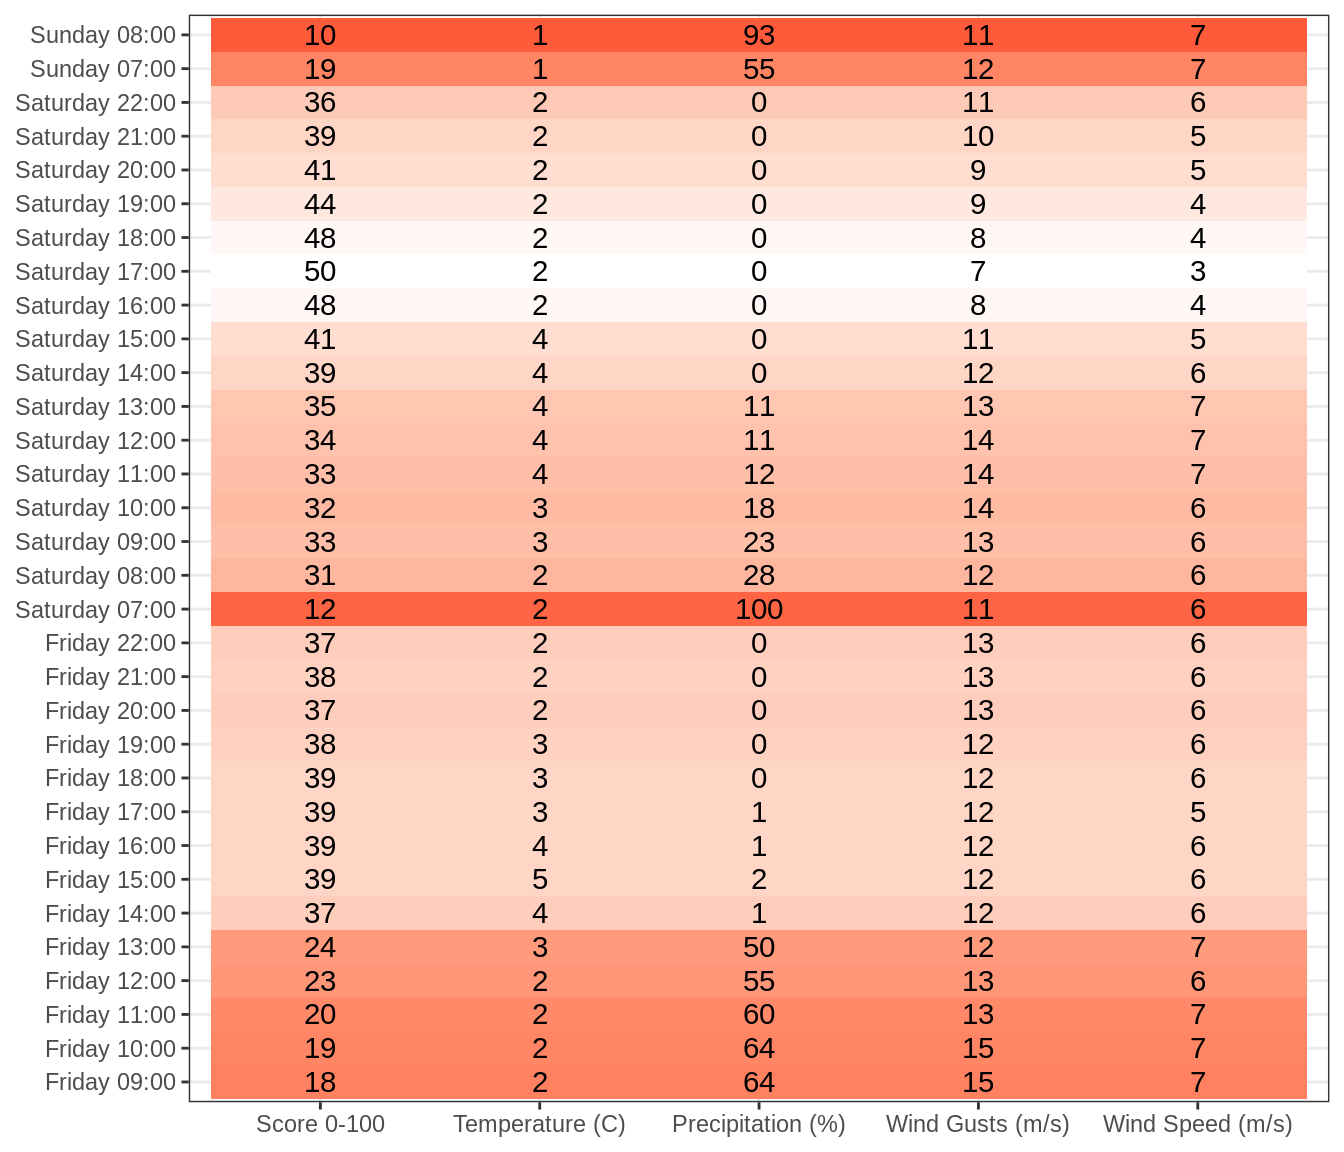 Sunday 08:00 10 1 93 11 7
Sunday 07:00 19 1 55 12 7
Saturday 22:00 36 2 0 11 6
Saturday 21:00 39 2 0 10 5
Saturday 20:00 41 2 0 9 5
Saturday 19:00 44 2 0 9 4
Saturday 18:00 48 2 0 8 4
Saturday 17:00 50 2 0 7 3
Saturday 16:00 48 2 0 8 4
Saturday 15:00 41 4 0 11 5
Saturday 14:00 39 4 0 12 6
Saturday 13:00 35 4 11 13 7
Saturday 12:00 34 4 11 14 7
Saturday 11:00 33 4 12 14 7
Saturday 10:00 32 3 18 14 6
Saturday 09:00 33 3 23 13 6
Saturday 08:00 31 2 28 12 6
Saturday 07:00 12 2 100 11 6
Friday 22:00 37 2 0 13 6
Friday 21:00 38 2 0 13 6
Friday 20:00 37 2 0 13 6
Friday 19:00 38 3 0 12 6
Friday 18:00 39 3 0 12 6
Friday 17:00 39 3 1 12 5
Friday 16:00 39 4 1 12 6
Friday 15:00 39 5 2 12 6
Friday 14:00 37 4 1 12 6
Friday 13:00 24 3 50 12 7
Friday 12:00 23 2 55 13 6
Friday 11:00 20 2 60 13 7
Friday 10:00 19 2 64 15 7
Friday 09:00 18 2 64 15 7
Score 0-100 Temperature (C) Precipitation (%) Wind Gusts (m/s) Wind Speed (m/s)